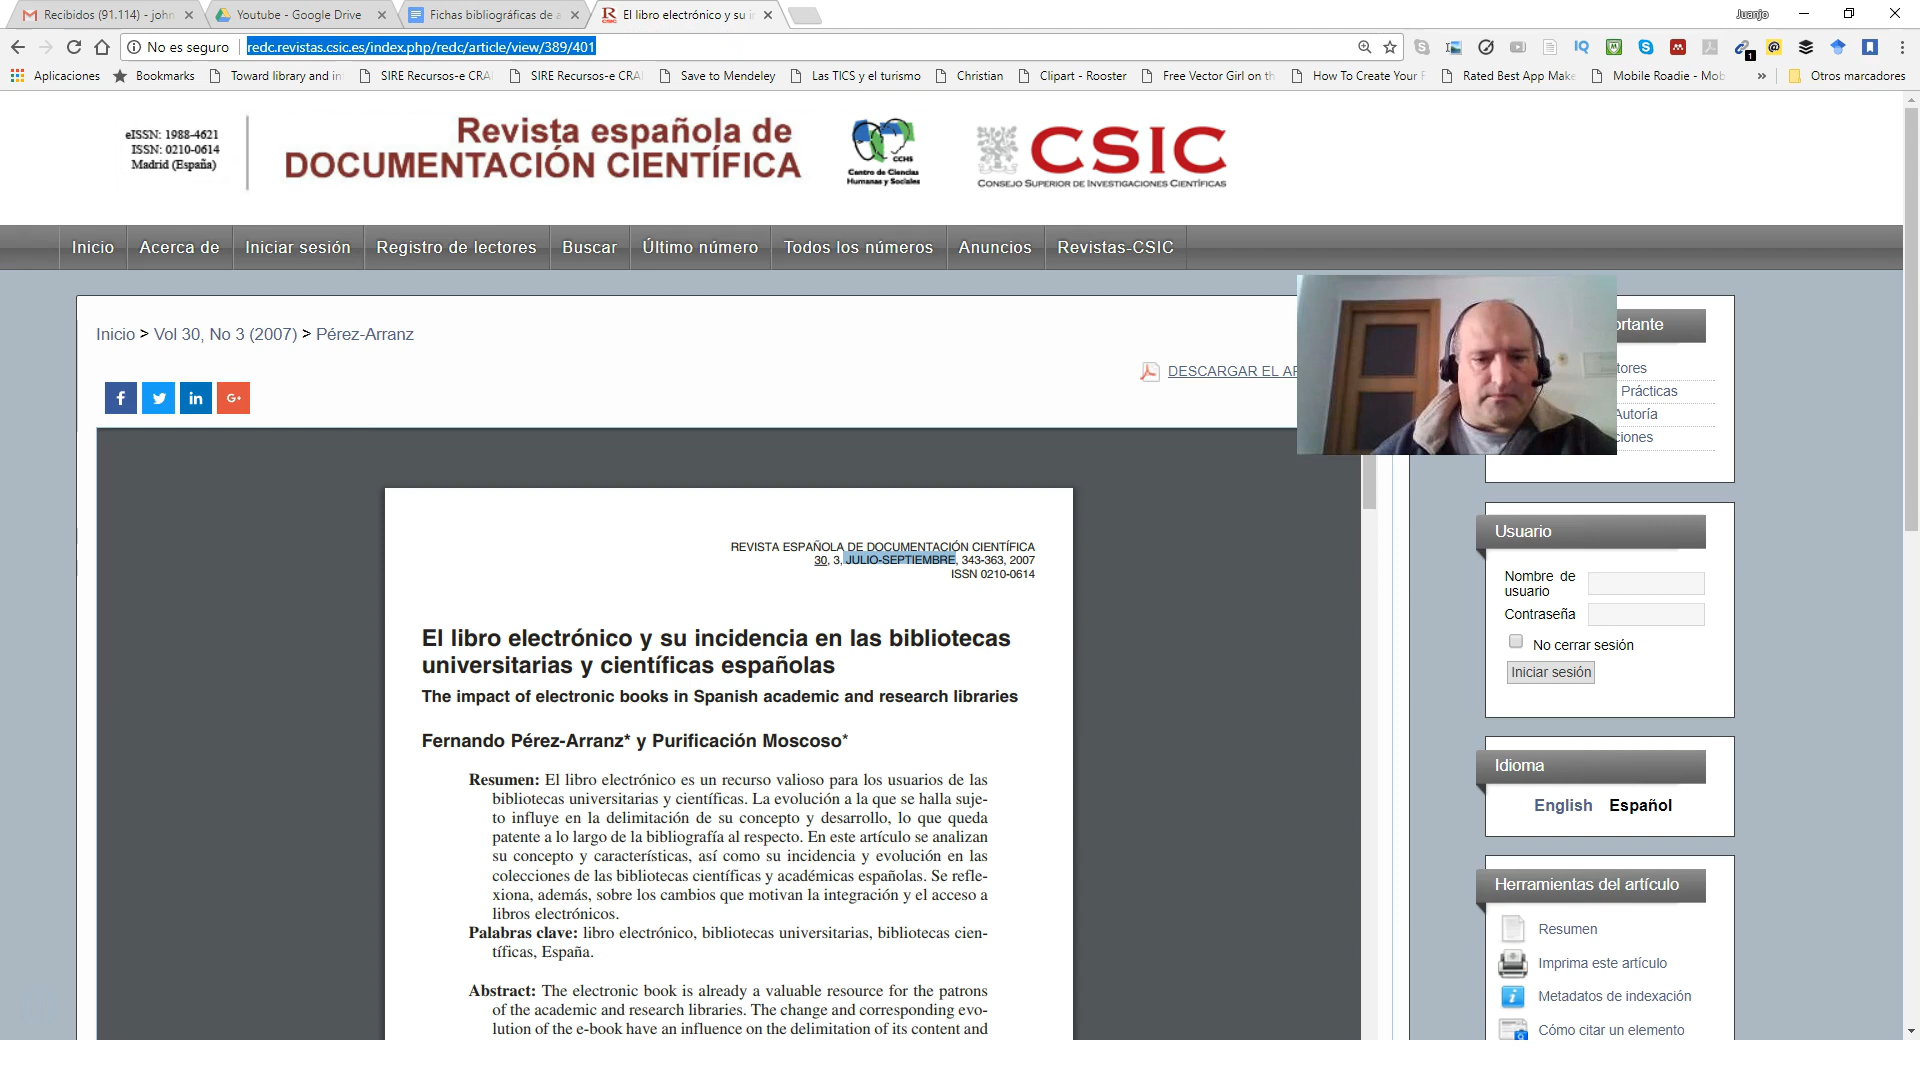 Recibidos (91.114) - john
Youtube - Google Drive
Fichas bibliográficas de a
El libro electrónico y su i
Juanjo
No es seguro
redc.revistas.csic.es/index.php/redc/article/view/389/401
Aplicaciones
Bookmarks
Toward library and in
SIRE Recursos-e CRA
SIRE Recursos-e CRA
Save to Mendeley
Las TICS y el turismo
Christian
Clipart - Rooster
Free Vector Girl on th
How To Create Your F
Rated Best App Make
Mobile Roadie - Mob
»
Otros marcadores
eISSN: 1988-4621
ISSN: 0210-0614
Madrid (España)
Revista española de
DOCUMENTACIÓN CIENTÍFICA
CCHS
Centro de Ciencias
Humanas y Sociales
CSIC
CONSEJO SUPERIOR DE INVESTIGACIONES CIENTÍFICAS
Inicio
Acerca de
Iniciar sesión
Registro de lectores
Buscar
Último número
Todos los números
Anuncios
Revistas-CSIC
Inicio > Vol 30, No 3 (2007) > Pérez-Arranz
DESCARGAR EL AR
REVISTA ESPAÑOLA DE DOCUMENTACIÓN CIENTÍFICA
30, 3, JULIO-SEPTIEMBRE, 343-363, 2007
ISSN 0210-0614
El libro electrónico y su incidencia en las bibliotecas
universitarias y científicas españolas
The impact of electronic books in Spanish academic and research libraries
Fernando Pérez-Arranz* y Purificación Moscoso*
Resumen: El libro electrónico es un recurso valioso para los usuarios de las
bibliotecas universitarias y científicas. La evolución a la que se halla suje-
to influye en la delimitación de su concepto y desarrollo, lo que queda
patente a lo largo de la bibliografía al respecto. En este artículo se analizan
su concepto y características, así como su incidencia y evolución en las
colecciones de las bibliotecas científicas y académicas españolas. Se refle-
xiona, además, sobre los cambios que motivan la integración y el acceso a
libros electrónicos.
Palabras clave: libro electrónico, bibliotecas universitarias, bibliotecas cien-
tíficas, España.
Abstract: The electronic book is already a valuable resource for the patrons
of the academic and research libraries. The change and corresponding evo-
lution of the e-book have an influence on the delimitation of its content and
ortante
tores
Prácticas
Autoría
ciones
Usuario
Nombre de
usuario
Contraseña
No cerrar sesión
Iniciar sesión
Idioma
English Español
Herramientas del artículo
Resumen
Imprima este artículo
Metadatos de indexación
Cómo citar un elemento